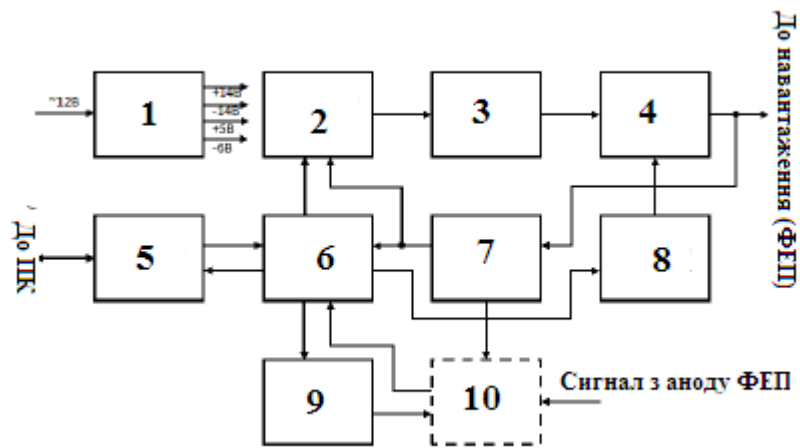 ~12В
1
+14В
-14В
+5В
-6В
2
3
4
До навантаження (ФЕП)
До ПК
5
6
7
8
9
10
Сигнал з аноду ФЕП